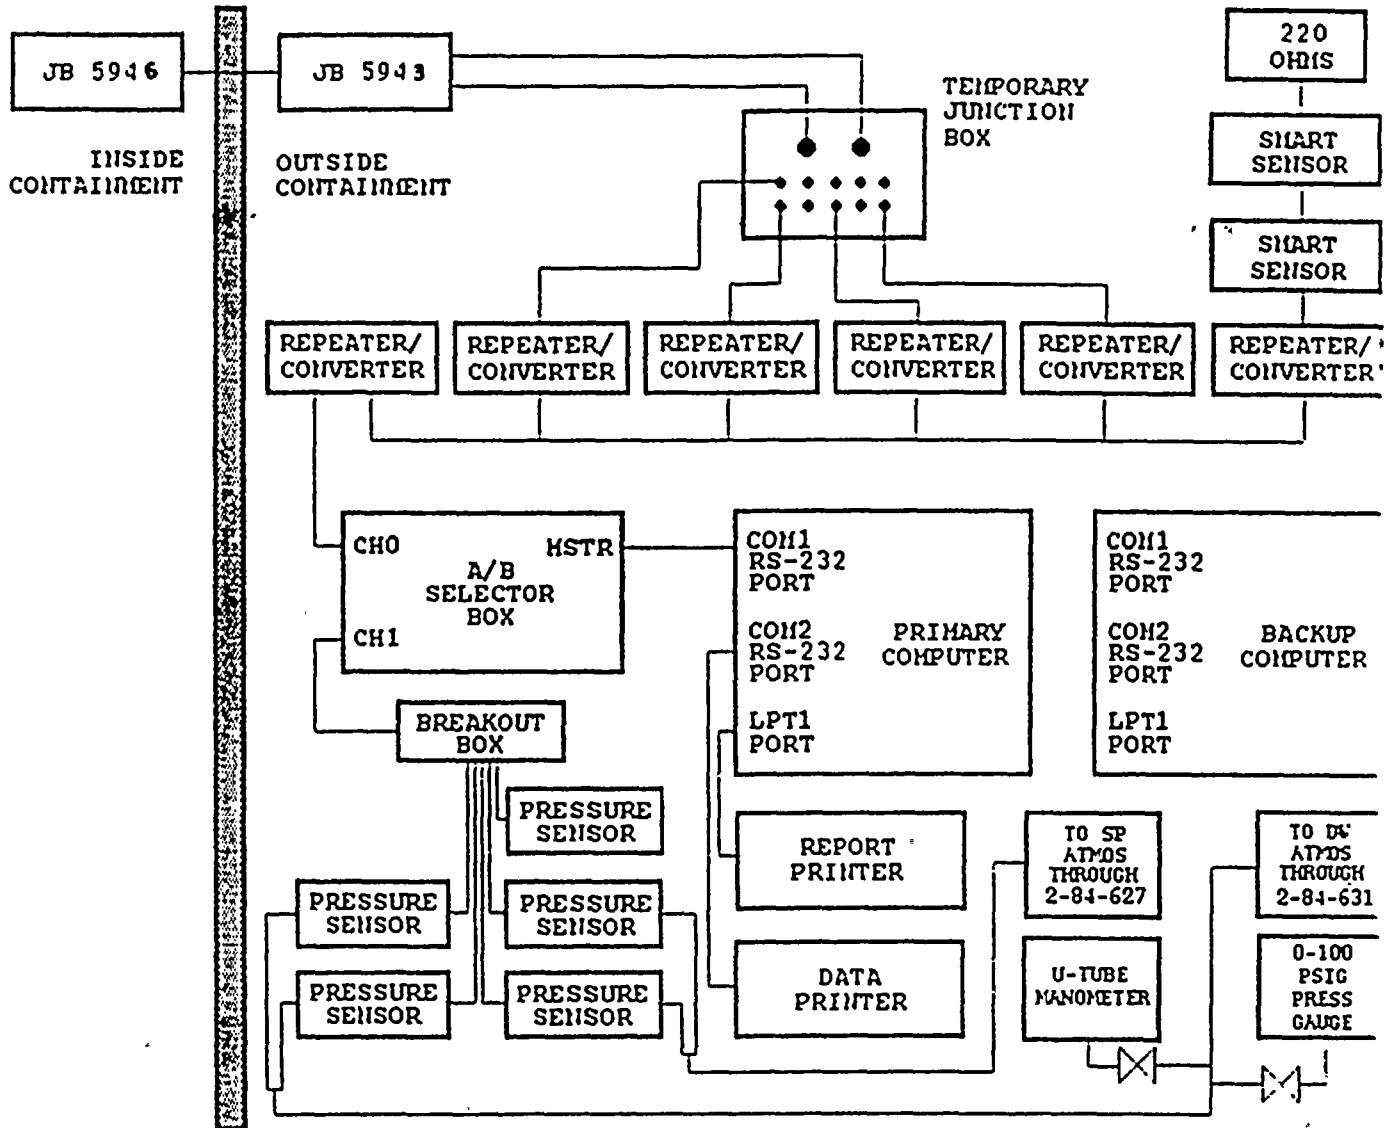 JB 5946
JB 5943
220
OHMS
TEMPORARY
JUNCTION
BOX
INSIDE
CONTAINMENT
OUTSIDE
CONTAINMENT
SMART
SENSOR
SMART
SENSOR
REPEATER/
CONVERTER
REPEATER/
CONVERTER
REPEATER/
CONVERTER
REPEATER/
CONVERTER
REPEATER/
CONVERTER
REPEATER/
CONVERTER
CH0
MSTR
A/B
SELECTOR
BOX
CH1
COM1
RS-232
PORT
COM2
RS-232
PORT
PRIMARY
COMPUTER
LPT1
PORT
COM1
RS-232
PORT
COM2
RS-232
PORT
BACKUP
COMPUTER
LPT1
PORT
BREAKOUT
BOX
PRESSURE
SENSOR
PRESSURE
SENSOR
PRESSURE
SENSOR
PRESSURE
SENSOR
PRESSURE
SENSOR
REPORT
PRINTER
DATA
PRINTER
TO SP
ATMOS
THROUGH
2-84-627
TO DW
ATMOS
THROUGH
2-84-631
U-TUBE
MANOMETER
0-100
PSIG
PRESS
GAUGE